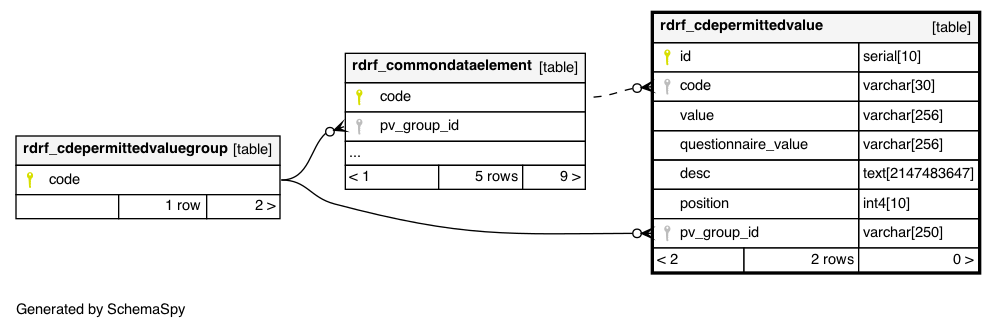 rdrf_cdepermittedvaluegroup [table]
code
1 row 2 >
rdrf_commondataelement [table]
code
pv_group_id
...
< 1 5 rows 9 >
rdrf_cdepermittedvalue [table]
id serial[10]
code varchar[30]
value varchar[256]
questionnaire_value varchar[256]
desc text[2147483647]
position int4[10]
pv_group_id varchar[250]
< 2 2 rows 0 >
Generated by SchemaSpy